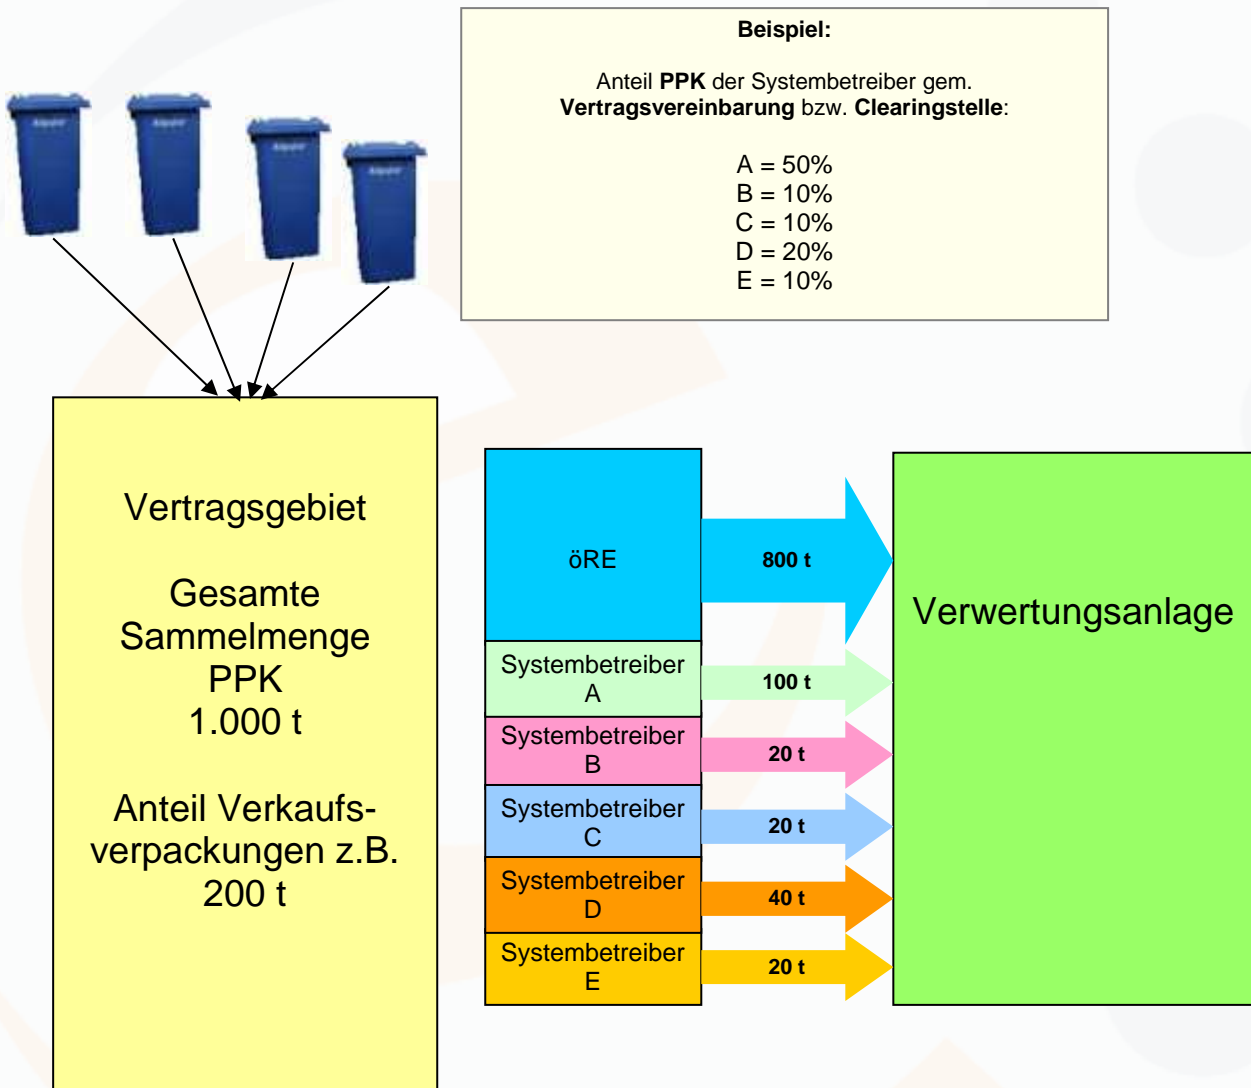 Beispiel:
Anteil PPK der Systembetreiber gem.
Vertragsvereinbarung bzw. Clearingstelle:
A = 50%
B = 10%
C = 10%
D = 20%
E = 10%
Vertragsgebiet
Gesamte
Sammelmenge
PPK
1.000 t
Anteil Verkaufs-
verpackungen z.B.
200 t
öRE
800 t
Systembetreiber
A
100 t
Systembetreiber
B
20 t
Systembetreiber
C
20 t
Systembetreiber
D
40 t
Systembetreiber
E
20 t
Verwertungsanlage